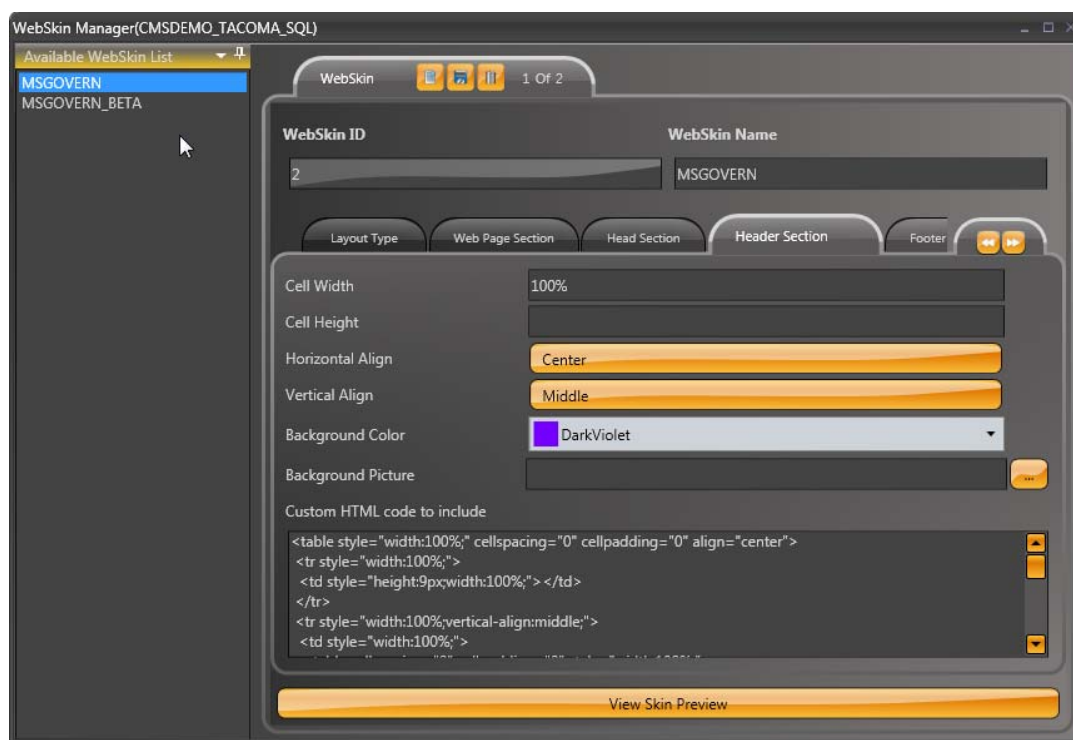 WebSkin Manager(CMSDEMO_TACOMA_SQL)
Available WebSkin List
MSGOVERN
MSGOVERN_BETA
WebSkin 1 Of 2
WebSkin ID WebSkin Name
2 MSGOVERN
Layout Type Web Page Section Head Section Header Section Footer
Cell Width 100%
Cell Height
Horizontal Align Center
Vertical Align Middle
Background Color DarkViolet
Background Picture ...
Custom HTML code to include
<table style="width:100%;" cellspacing="0" cellpadding="0" align="center">
<tr style="width:100%;">
<td style="height:9px;width:100%;"></td>
</tr>
<tr style="width:100%;vertical-align:middle;">
<td style="width:100%;">
View Skin Preview